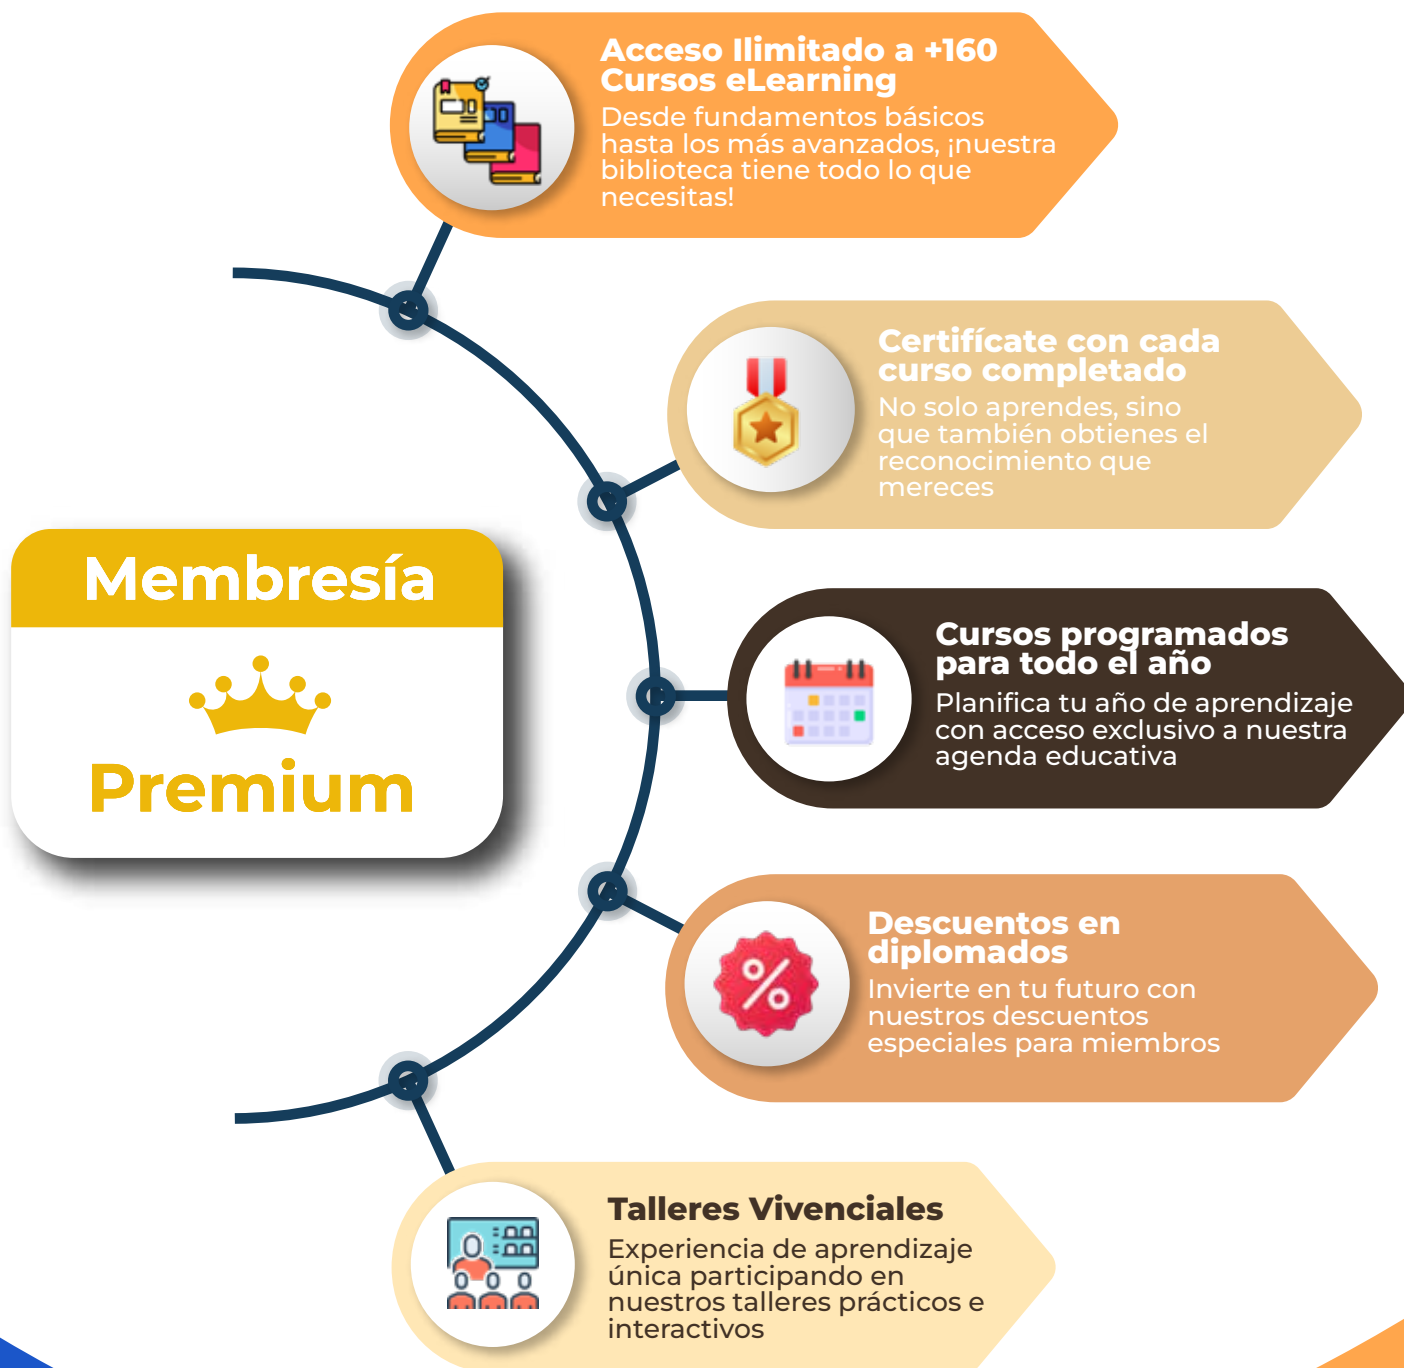 Acceso Ilimitado a +160
Cursos eLearning
Desde fundamentos básicos
hasta los más avanzados, ¡nuestra
biblioteca tiene todo lo que
necesitas!
Certifícate con cada
curso completado
No solo aprendes, sino
que también obtienes el
reconocimiento que
mereces
Membresía
Premium
Cursos programados
para todo el año
Planifica tu año de aprendizaje
con acceso exclusivo a nuestra
agenda educativa
Descuentos en
diplomados
Invierte en tu futuro con
nuestros descuentos
especiales para miembros
Talleres Vivenciales
Experiencia de aprendizaje
única participando en
nuestros talleres prácticos e
interactivos